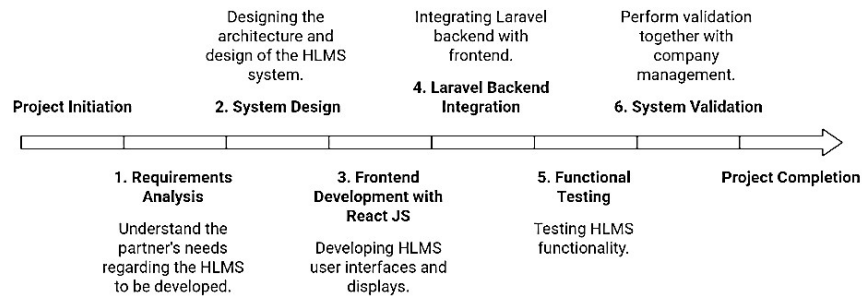 Project Initiation
Designing the
architecture and
design of the HLMS
system.
2. System Design
Integrating Laravel
backend with
frontend.
4. Laravel Backend
Integration
Perform validation
together with
company
management.
6. System Validation
1. Requirements
Analysis
Understand the
partner's needs
regarding the HLMS
to be developed.
3. Frontend
Development with
React JS
Developing HLMS
user interfaces and
displays.
5. Functional
Testing
Testing HLMS
functionality.
Project Completion